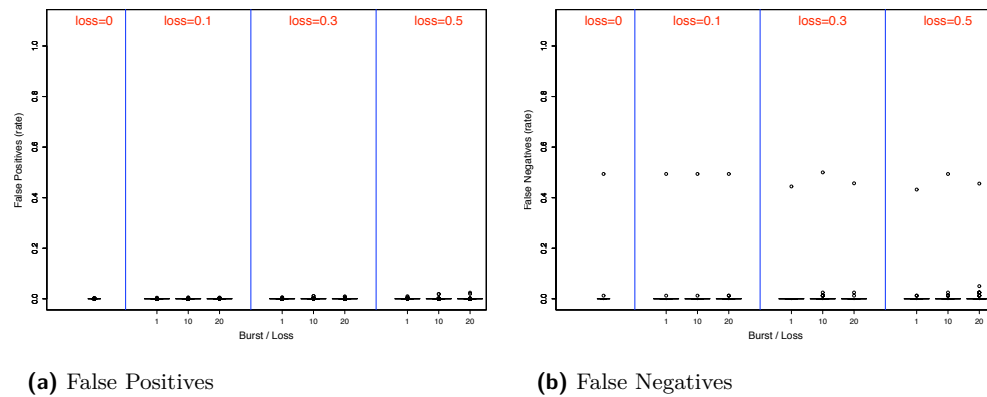 loss=0 loss=0.1 loss=0.3 loss=0.5
False Positives (rate)
1.0
0.8
0.6
0.4
0.2
0.0
1 10 20 1 10 20 1 10 20
Burst / Loss
(a) False Positives
loss=0 loss=0.1 loss=0.3 loss=0.5
False Negatives (rate)
1.0
0.8
0.6
0.4
0.2
0.0
1 10 20 1 10 20 1 10 20
Burst / Loss
(b) False Negatives